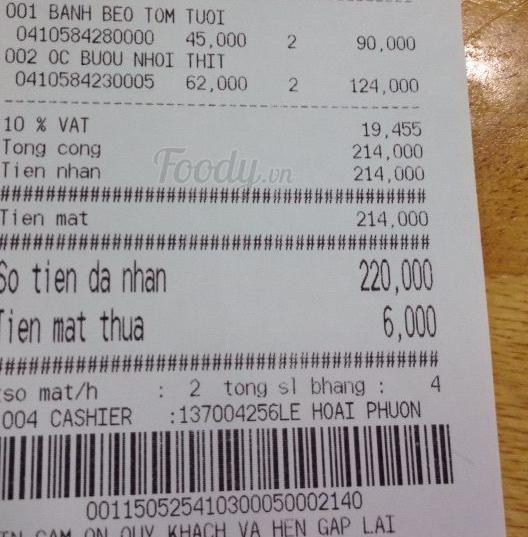 001 BANH BEO TOM TUOI
0410584280000 45,000 2 90,000
002 OC BUOU NHOI THIT
0410584230005 62,000 2 124,000
10 % VAT 19,455
Tong cong 214,000
Tien nhan 214,000
Foody.vn
########################################
Tien mat 214,000
########################################
So tien da nhan 220,000
Tien mat thua 6,000
########################################
so mat/h : 2 tong sl bhang : 4
004 CASHIER :137004256LE HOAI PHUON
001150525410300050002140
CAM ON QUY KHACH VA HEN GAP LAI